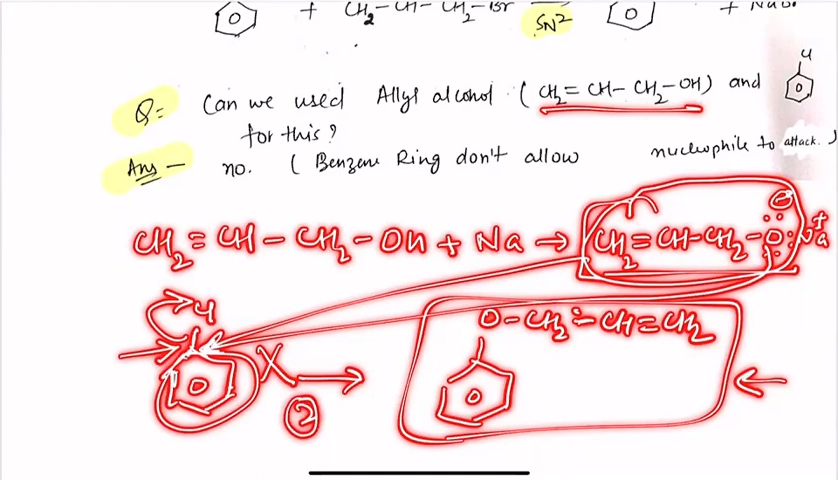 + CH2-CH-CH2-Br + NaBr
SN2
Q= Can we used Allyl alcohol (CH2=CH-CH2-OH) and
for this?
Ans - no. (Benzene Ring don't allow nucleophile to attack.)
CH2=CH-CH2-OH + Na → CH2=CH-CH2-O Na+
O-CH2-CH=CH2
X →
2